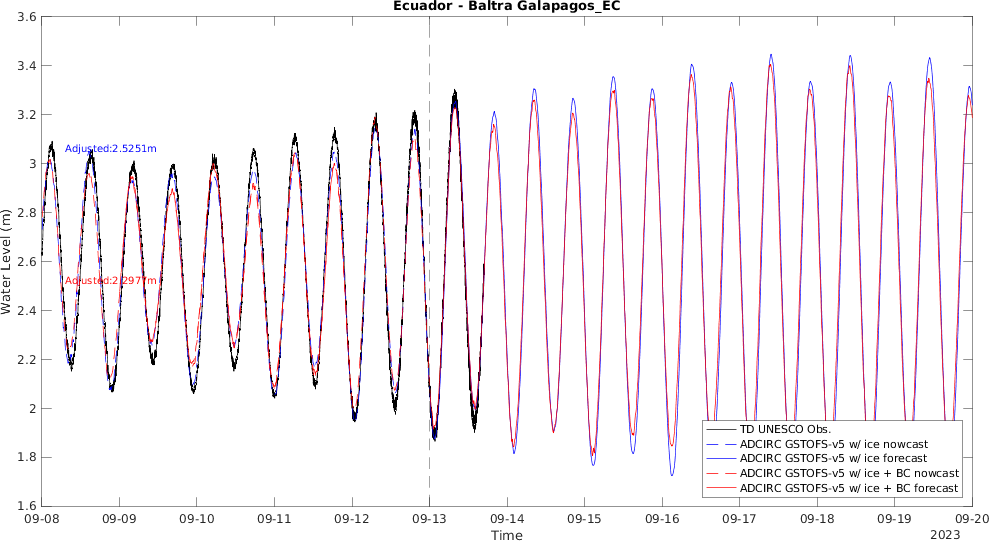 Ecuador - Baltra Galapagos_EC
3.6
3.4
3.2
3
2.8
2.6
2.4
2.2
2
1.8
1.6
Water Level (m)
Adjusted:2.5251m
Adjusted:2.2977m
TD UNESCO Obs.
ADCIRC GSTOFS-v5 w/ ice nowcast
ADCIRC GSTOFS-v5 w/ ice forecast
ADCIRC GSTOFS-v5 w/ ice + BC nowcast
ADCIRC GSTOFS-v5 w/ ice + BC forecast
09-08 09-09 09-10 09-11 09-12 09-13 09-14 09-15 09-16 09-17 09-18 09-19 09-20
Time
2023